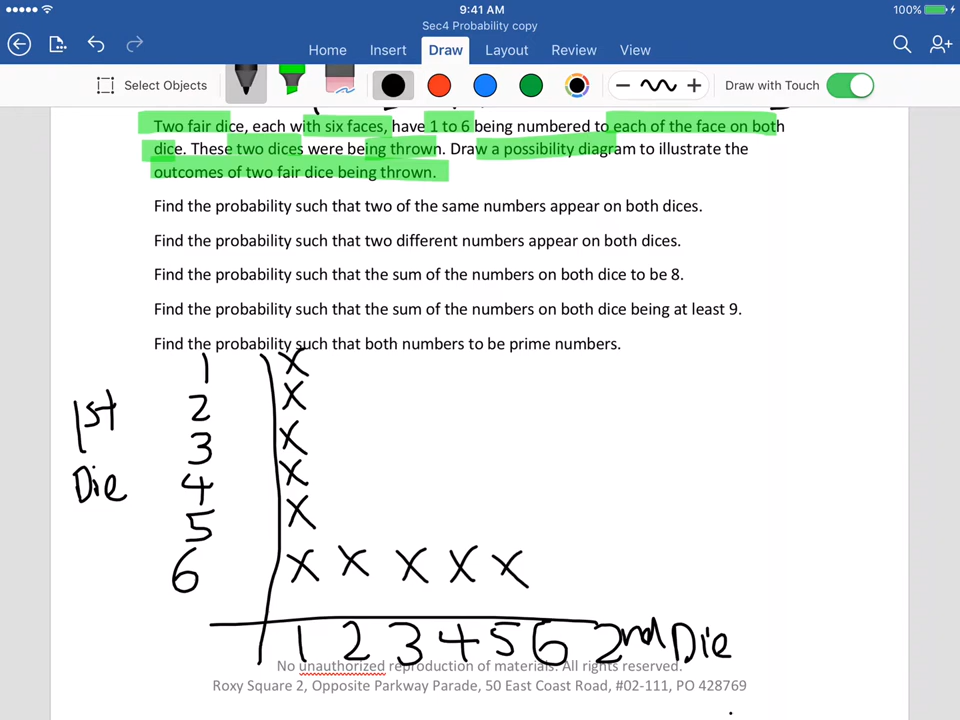 9:41 AM
100%
Sec4 Probability copy
Home Insert Draw Layout Review View
Select Objects
Draw with Touch
Two fair dice, each with six faces, have 1 to 6 being numbered to each of the face on both
dice. These two dices were being thrown. Draw a possibility diagram to illustrate the
outcomes of two fair dice being thrown.
Find the probability such that two of the same numbers appear on both dices.
Find the probability such that two different numbers appear on both dices.
Find the probability such that the sum of the numbers on both dice to be 8.
Find the probability such that the sum of the numbers on both dice being at least 9.
Find the probability such that both numbers to be prime numbers.
1 X
2 X
1st
3 X
Die 4 X
5 X
6 X X X X X
1 2 3 4 5 6 2nd Die
No unauthorized reproduction of materials. All rights reserved.
Roxy Square 2, Opposite Parkway Parade, 50 East Coast Road, #02-111, PO 428769